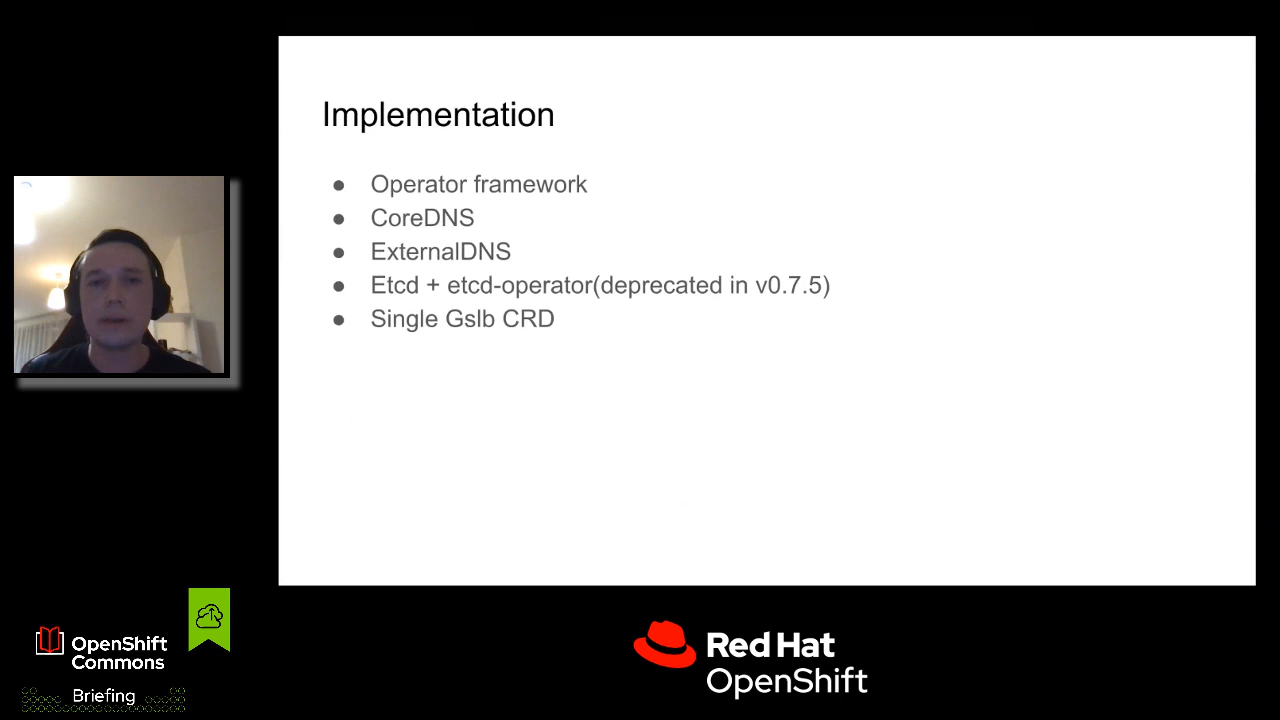 Implementation
● Operator framework
● CoreDNS
● ExternalDNS
● Etcd + etcd-operator(deprecated in v0.7.5)
● Single Gslb CRD
OpenShift
Commons
Briefing
Red Hat
OpenShift